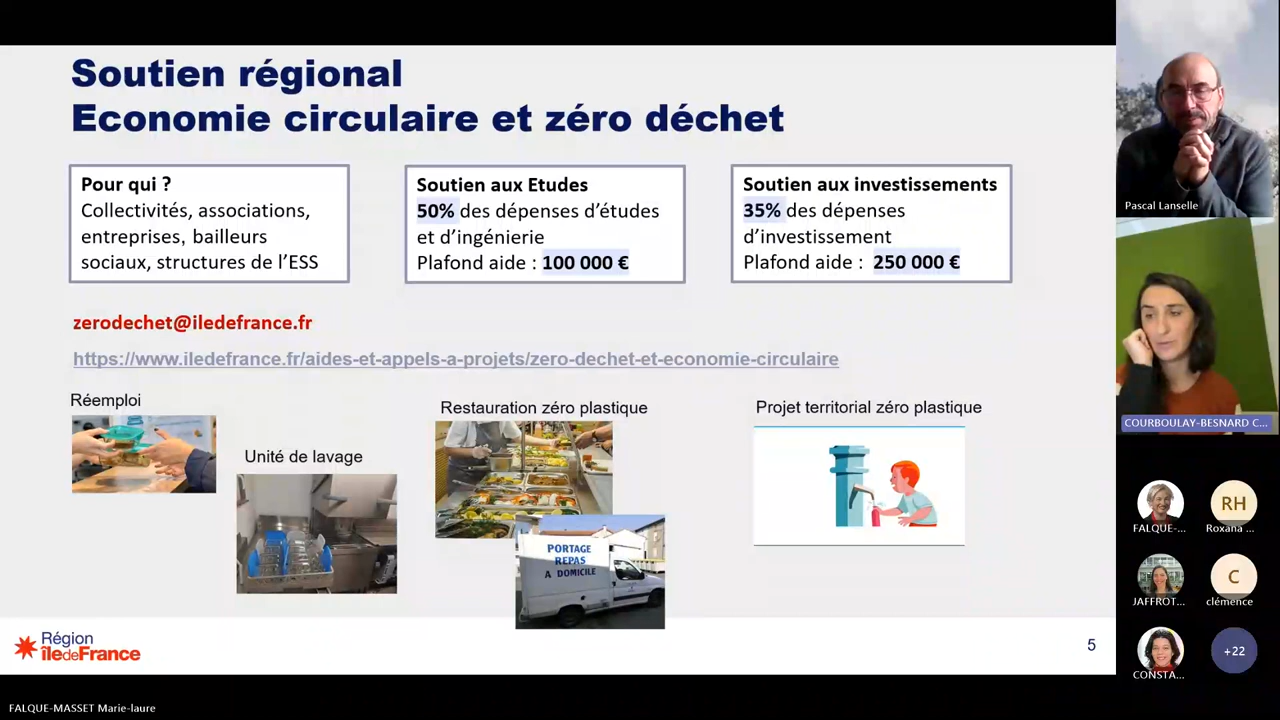 Soutien régional
Economie circulaire et zéro déchet
Pour qui ?
Collectivités, associations,
entreprises, bailleurs
sociaux, structures de l'ESS
Soutien aux Etudes
50% des dépenses d'études
et d'ingénierie
Plafond aide : 100 000 €
Soutien aux investissements
35% des dépenses
d'investissement
Plafond aide : 250 000 €
zerodechet@iledefrance.fr
https://www.iledefrance.fr/aides-et-appels-a-projets/zero-dechet-et-economie-circulaire
Réemploi
Unité de lavage
Restauration zéro plastique
PORTAGE
REPAS
A DOMICILE
Projet territorial zéro plastique
Région
îledeFrance
5
Pascal Lanselle
COURBOULAY-BESNARD C...
FALQUE-...
RH
Roxana ...
JAFFROT...
C
clémence
CONSTA...
+22
FALQUE-MASSET Marie-laure